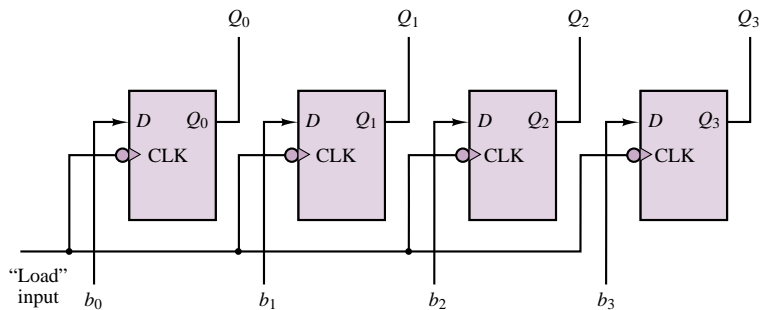 Q0 Q1 Q2 Q3
D Q0 D Q1 D Q2 D Q3
CLK CLK CLK CLK
“Load”
input
b0 b1 b2 b3